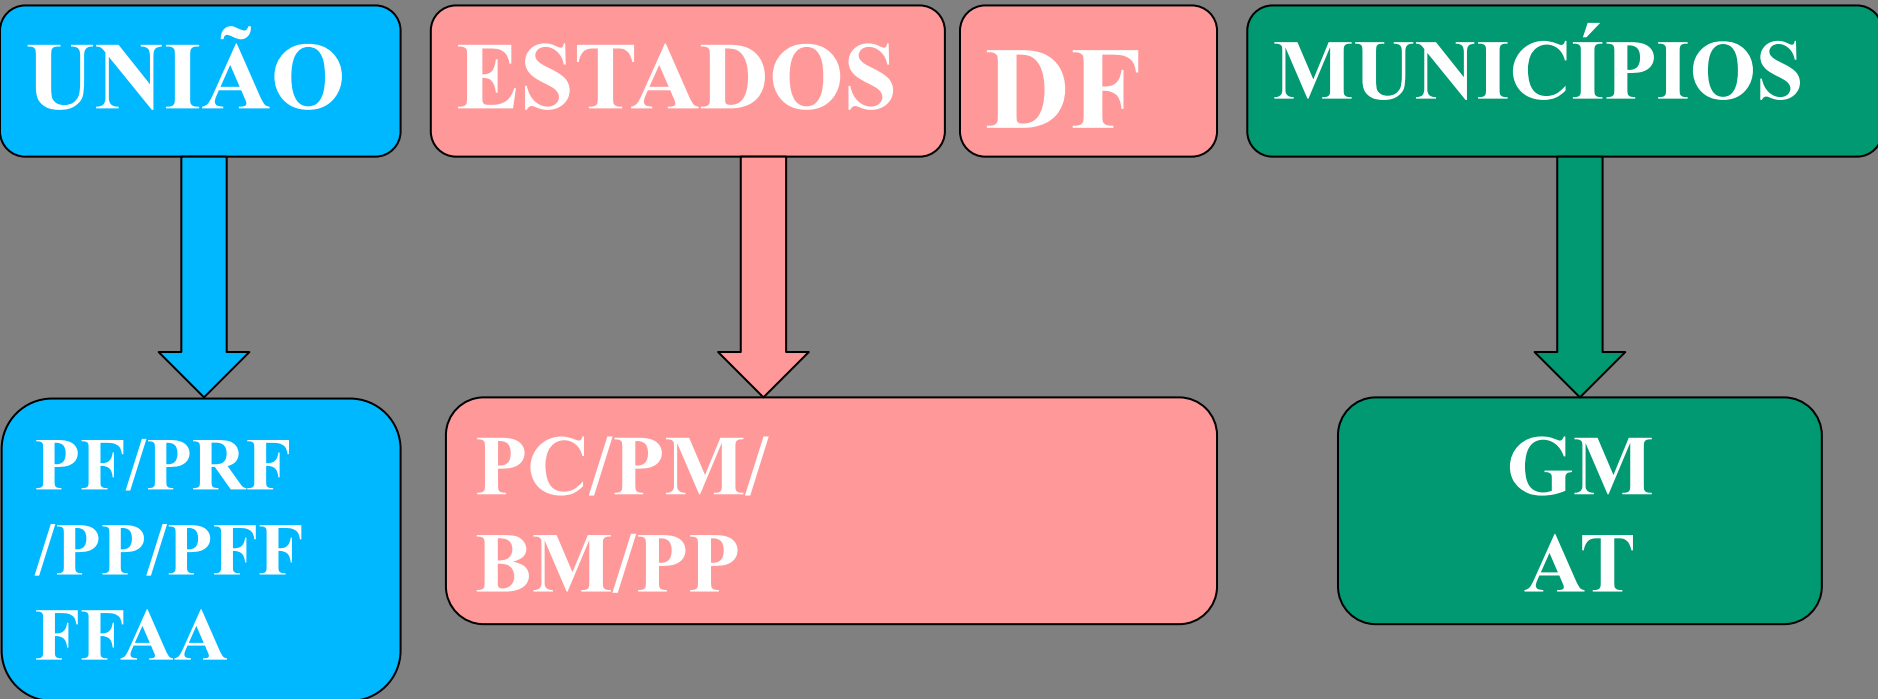 UNIÃO
ESTADOS
DF
MUNICÍPIOS
PF/PRF
/PP/PFF
FFAA
PC/PM/
BM/PP
GM
AT